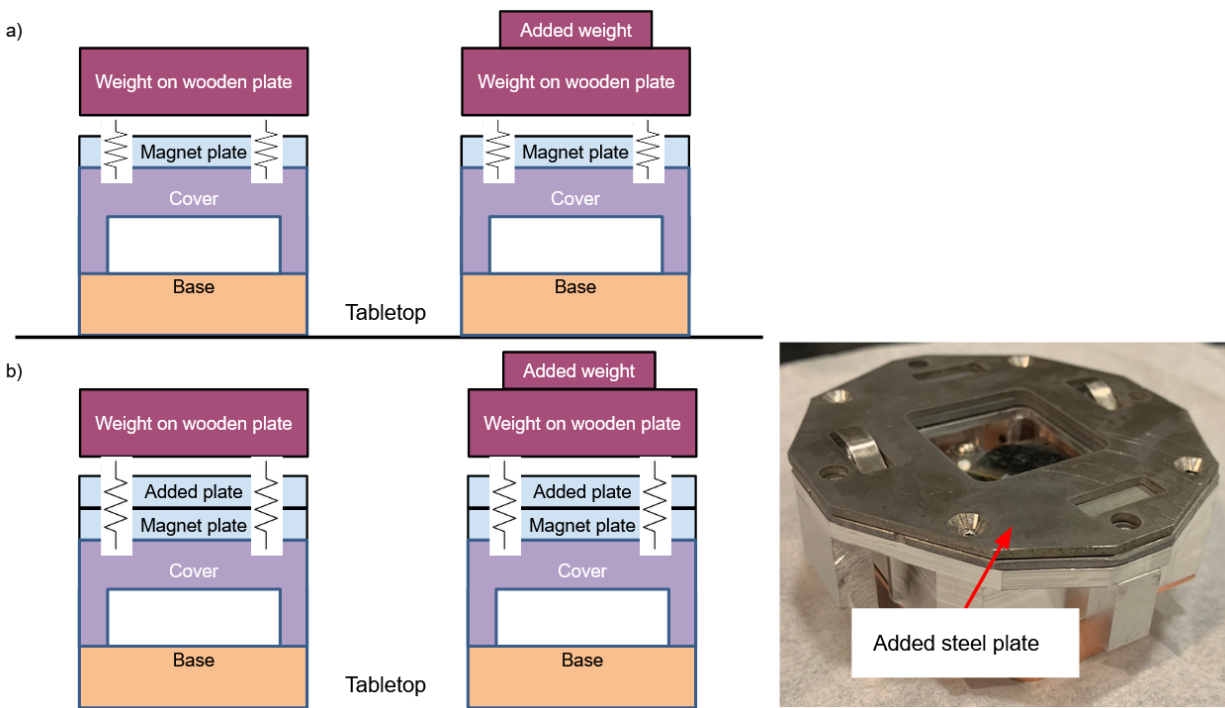 a)
Weight on wooden plate
Magnet plate
Cover
Base
Added weight
Weight on wooden plate
Magnet plate
Cover
Base
Tabletop
b)
Weight on wooden plate
Added plate
Magnet plate
Cover
Base
Added weight
Weight on wooden plate
Added plate
Magnet plate
Cover
Base
Tabletop
Added steel plate